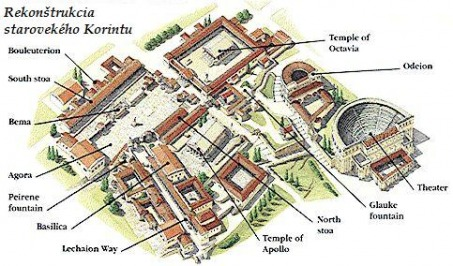 Rekonštrukcia
starovekého Korintu
Bouleuterion
South stoa
Bema
Agora
Peirene
fountain
Basilica
Lechaion Way
Temple of
Octavia
Odeion
Theater
Glauke
fountain
North
stoa
Temple of
Apollo